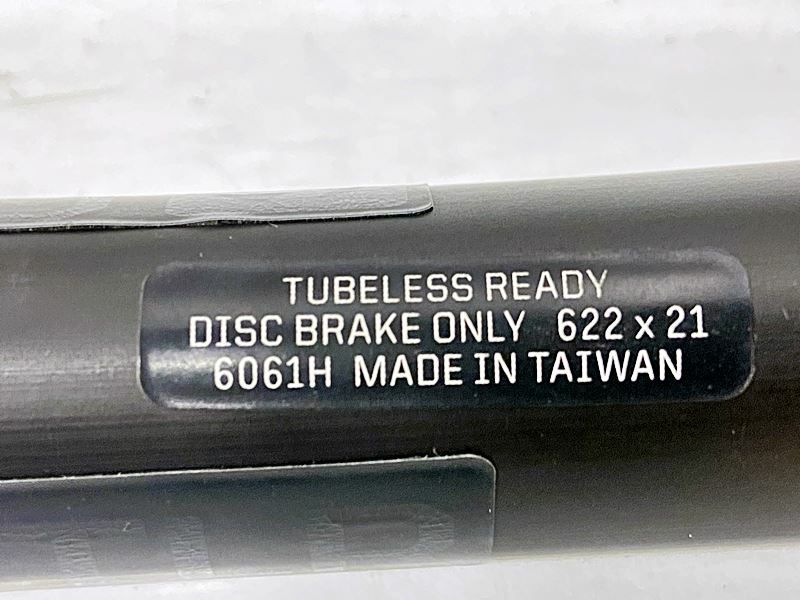 TUBELESS READY
DISC BRAKE ONLY 622 x 21
6061H MADE IN TAIWAN